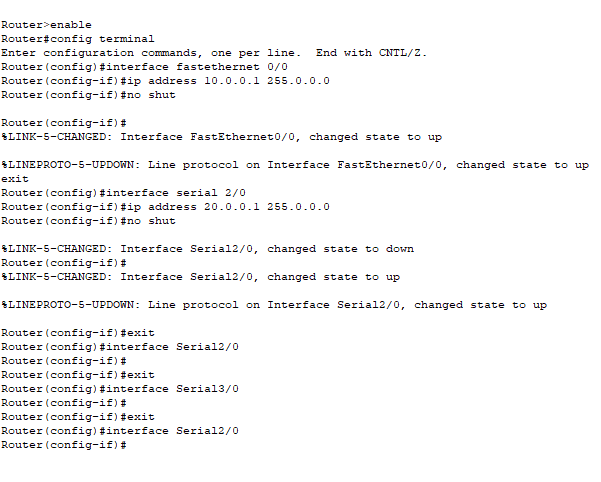 Router>enable
Router#config terminal
Enter configuration commands, one per line.  End with CNTL/Z.
Router(config)#interface fastethernet 0/0
Router(config-if)#ip address 10.0.0.1 255.0.0.0
Router(config-if)#no shut
Router(config-if)#
%LINK-5-CHANGED: Interface FastEthernet0/0, changed state to up
%LINEPROTO-5-UPDOWN: Line protocol on Interface FastEthernet0/0, changed state to up
exit
Router(config)#interface serial 2/0
Router(config-if)#ip address 20.0.0.1 255.0.0.0
Router(config-if)#no shut
%LINK-5-CHANGED: Interface Serial2/0, changed state to down
Router(config-if)#
%LINK-5-CHANGED: Interface Serial2/0, changed state to up
%LINEPROTO-5-UPDOWN: Line protocol on Interface Serial2/0, changed state to up
Router(config-if)#exit
Router(config)#interface Serial2/0
Router(config-if)#
Router(config-if)#exit
Router(config)#interface Serial3/0
Router(config-if)#
Router(config-if)#exit
Router(config)#interface Serial2/0
Router(config-if)#